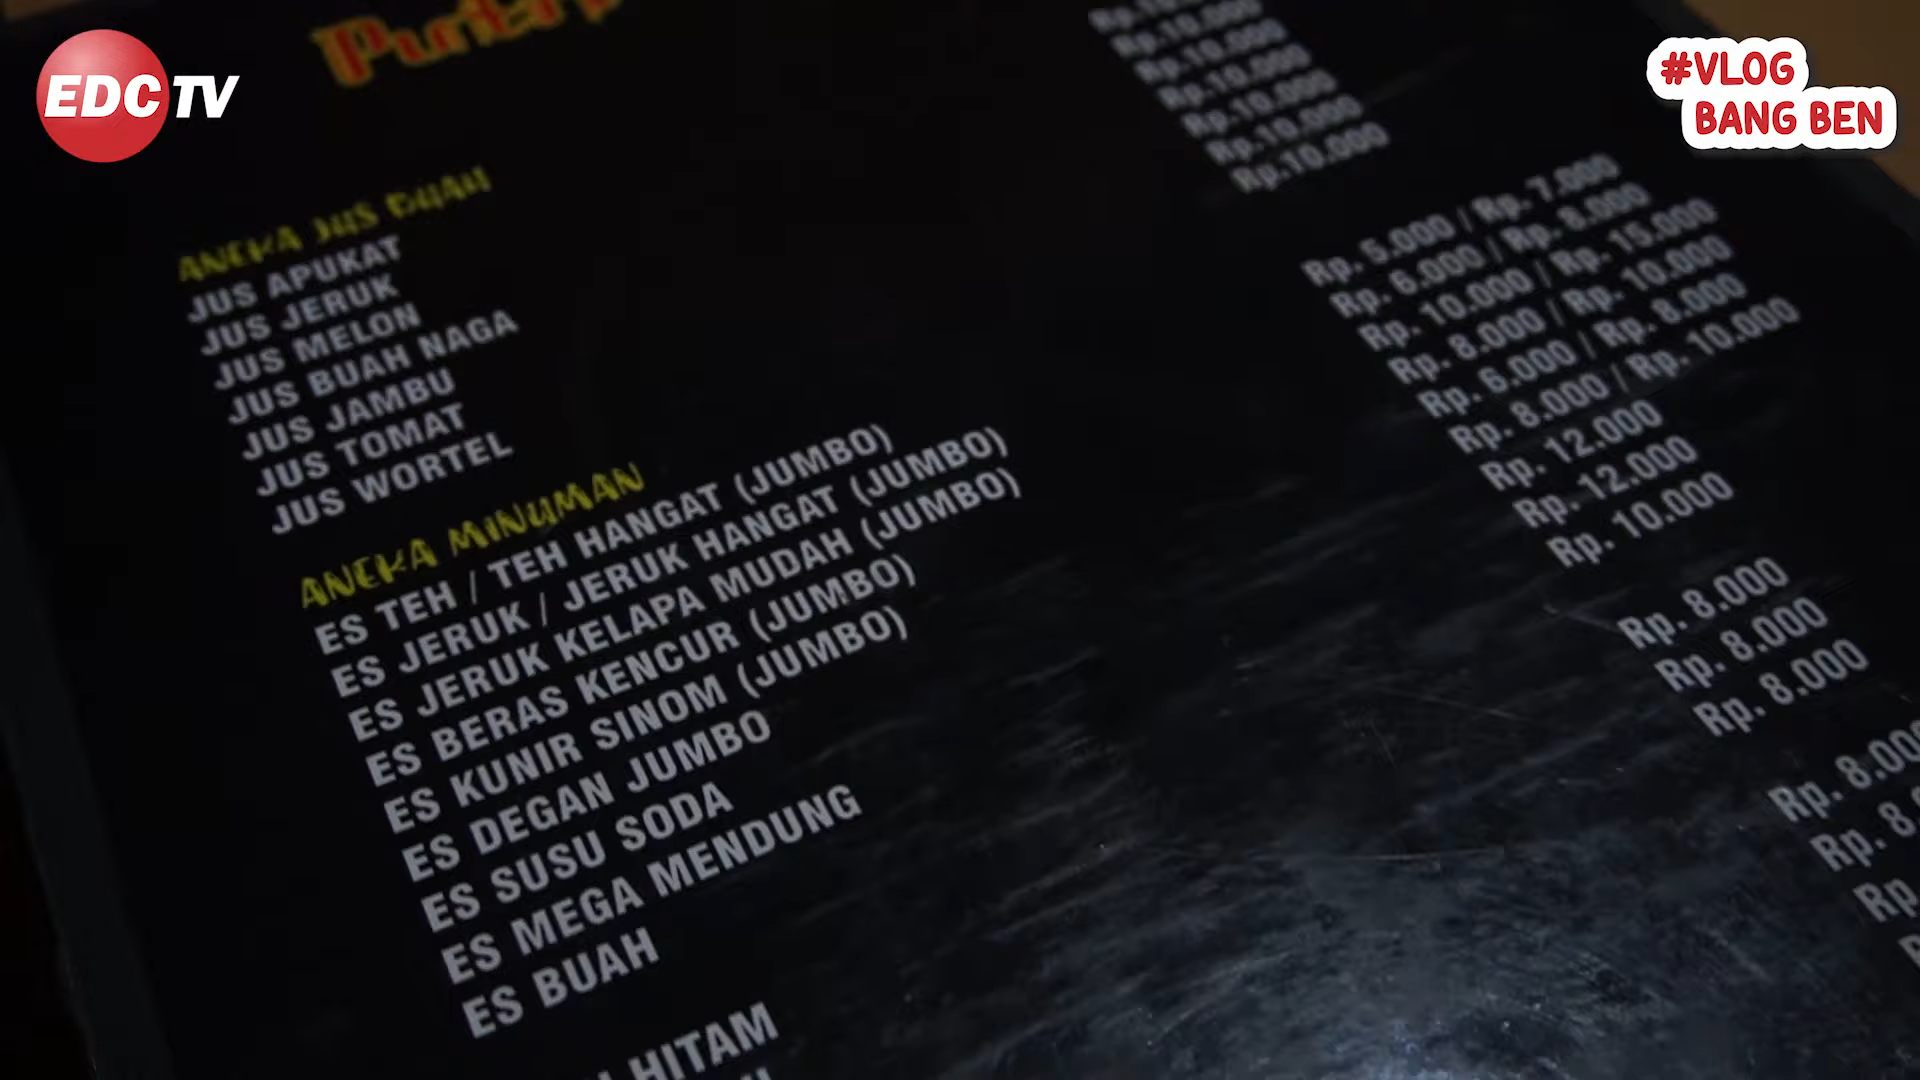 EDC TV
#VLOG
BANG BEN
ANEKA JUS BUAH
JUS APUKAT Rp.10.000
JUS JERUK Rp.10.000
JUS MELON Rp.10.000
JUS BUAH NAGA Rp.10.000
JUS JAMBU Rp.10.000
JUS TOMAT Rp.10.000
JUS WORTEL Rp.10.000
ANEKA MINUMAN
ES TEH / TEH HANGAT (JUMBO) Rp. 5.000 / Rp. 7.000
ES JERUK / JERUK HANGAT (JUMBO) Rp. 6.000 / Rp. 8.000
ES JERUK KELAPA MUDAH (JUMBO) Rp. 10.000 / Rp. 15.000
ES BERAS KENCUR (JUMBO) Rp. 8.000 / Rp. 10.000
ES KUNIR SINOM (JUMBO) Rp. 6.000 / Rp. 8.000
ES DEGAN JUMBO Rp. 8.000 / Rp. 10.000
ES SUSU SODA Rp. 12.000
ES MEGA MENDUNG Rp. 12.000
ES BUAH Rp. 10.000
HITAM Rp. 8.000
Rp. 8.000
Rp. 8.000
Rp. 8.000
Rp. 8.
Rp.